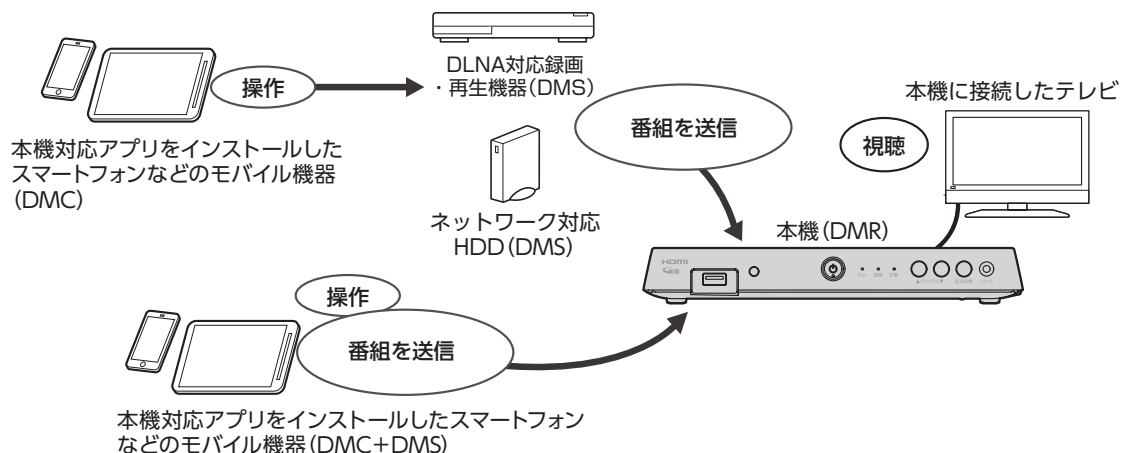 操作
DLNA対応録画
・再生機器(DMS)
本機対応アプリをインストールした
スマートフォンなどのモバイル機器
(DMC)
ネットワーク対応
HDD(DMS)
番組を送信
本機に接続したテレビ
視聴
本機(DMR)
HDMI
操作
番組を送信
本機対応アプリをインストールしたスマートフォン
などのモバイル機器(DMC+DMS)